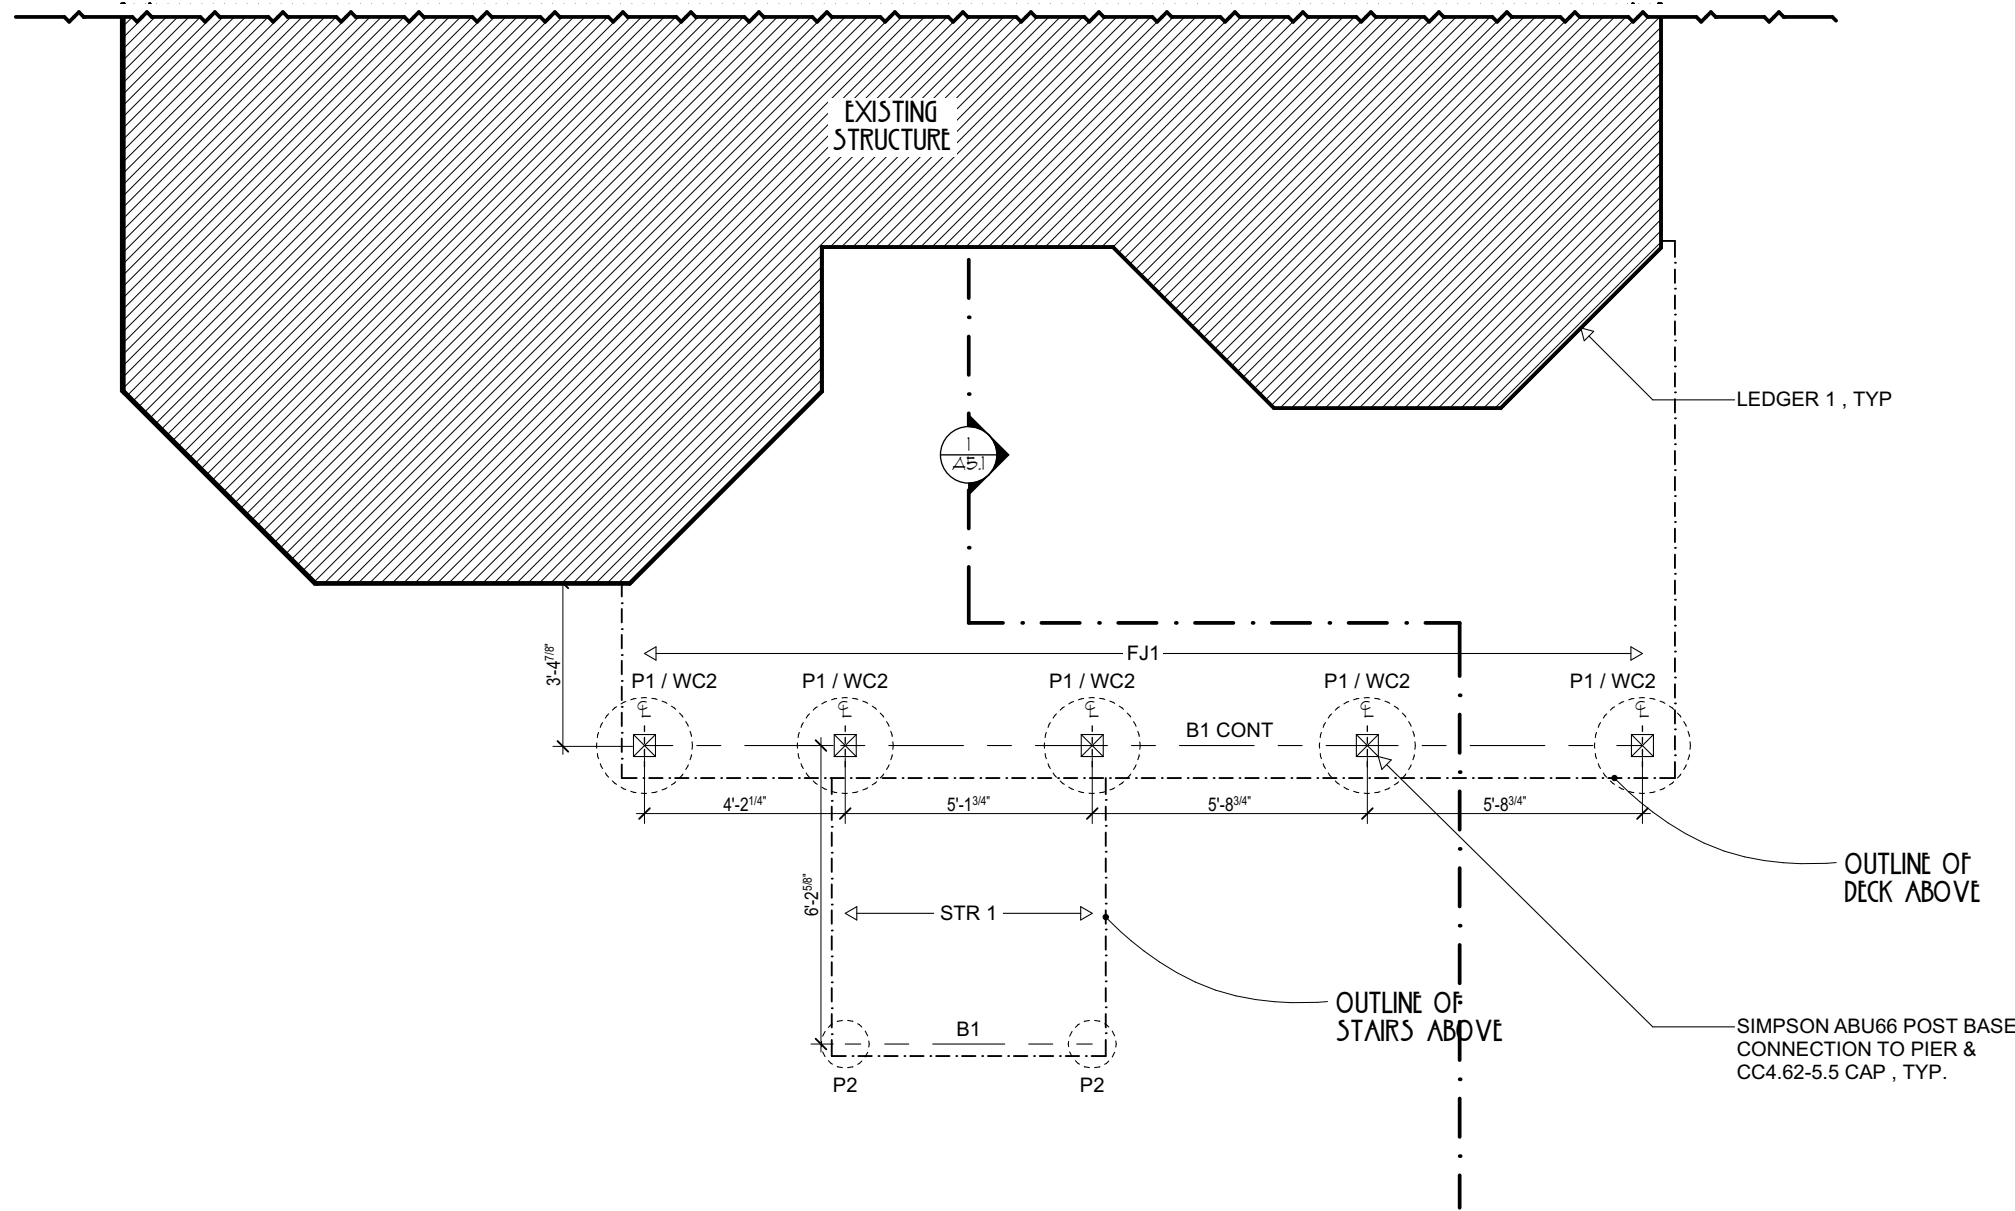 EXISTING
STRUCTURE
1
A5.1
LEDGER 1 , TYP
3'-4 7/8"
FJ1
P1 / WC2
P1 / WC2
P1 / WC2
P1 / WC2
P1 / WC2
℄
℄
℄
℄
℄
B1 CONT
4'-2 1/4"
5'-1 3/4"
5'-8 3/4"
5'-8 3/4"
OUTLINE OF
DECK ABOVE
6'-2 5/8"
STR 1
OUTLINE OF
STAIRS ABOVE
B1
SIMPSON ABU66 POST BASE
CONNECTION TO PIER &
CC4.62-5.5 CAP , TYP.
P2
P2